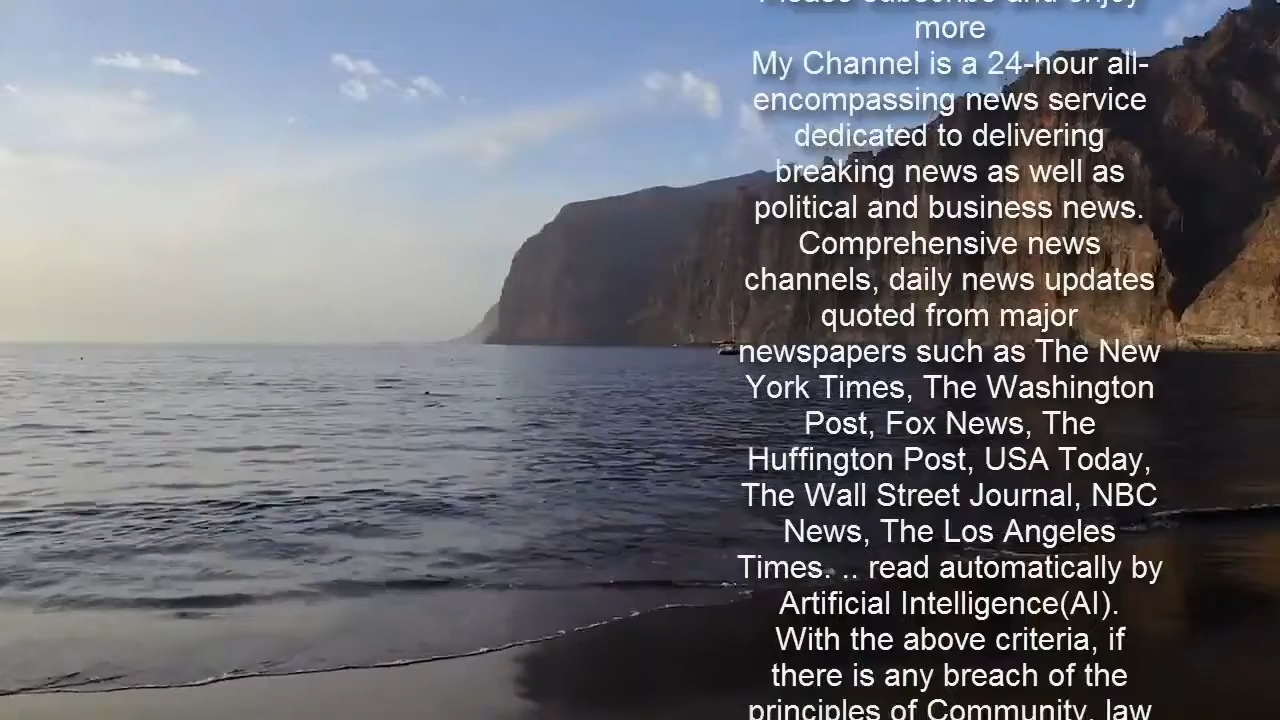 Please subscribe and enjoy
more
My Channel is a 24-hour all-
encompassing news service
dedicated to delivering
breaking news as well as
political and business news.
Comprehensive news
channels, daily news updates
quoted from major
newspapers such as The New
York Times, The Washington
Post, Fox News, The
Huffington Post, USA Today,
The Wall Street Journal, NBC
News, The Los Angeles
Times. .. read automatically by
Artificial Intelligence(AI).
With the above criteria, if
there is any breach of the
principles of Community, law